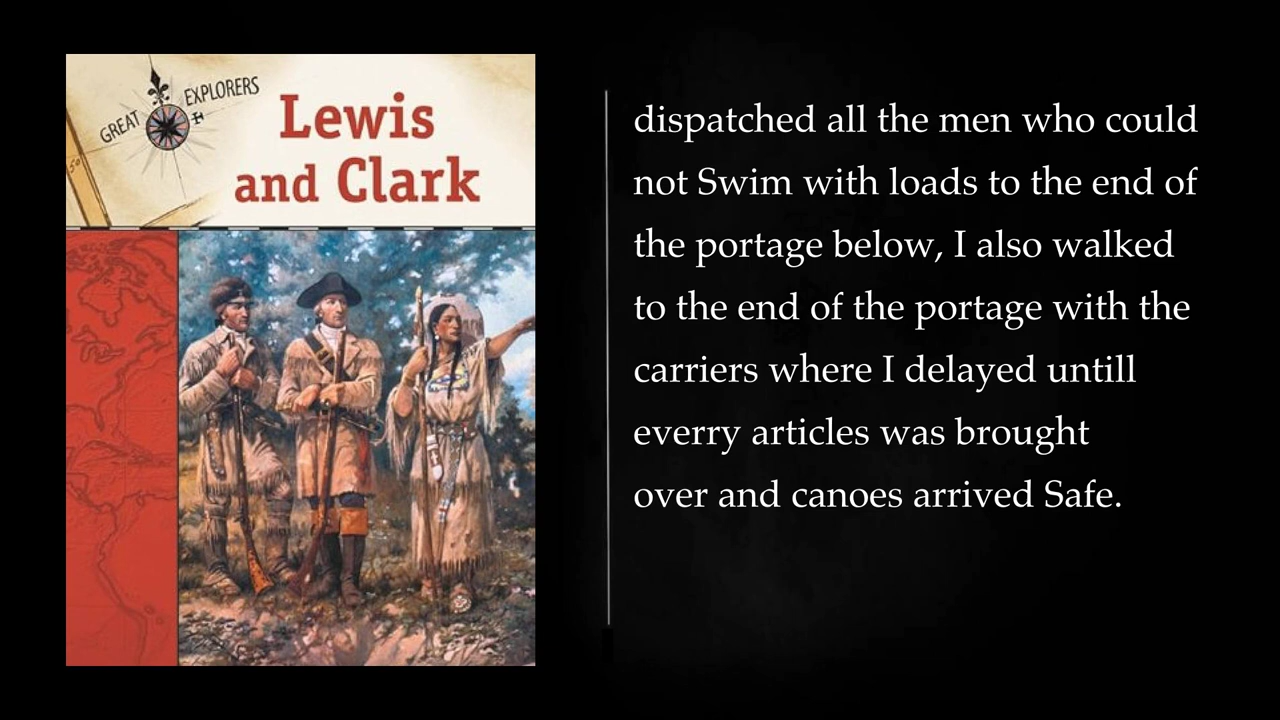 GREAT EXPLORERS
E
50
Lewis
and Clark
dispatched all the men who could
not Swim with loads to the end of
the portage below, I also walked
to the end of the portage with the
carriers where I delayed untill
everry articles was brought
over and canoes arrived Safe.